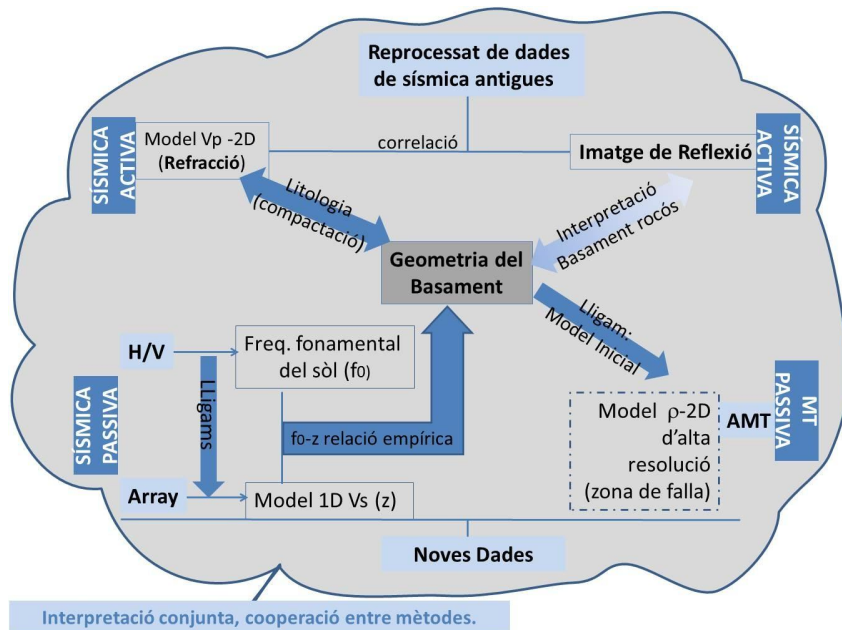 Reprocessat de dades
de sísmica antigues
SÍSMICA
ACTIVA
Model Vp -2D
(Refracció)
correlació
Imatge de Reflexió
SÍSMICA
ACTIVA
Litologia
(compactació)
Interpretació
Basament rocós
Geometria del
Basament
Lligam:
Model Inicial
H/V
Freq. fonamental
del sòl (f0)
LLigams
SÍSMICA
PASSIVA
f0-z relació empírica
Array
Model 1D Vs (z)
Model ρ-2D
d'alta
resolució
(zona de falla)
AMT
MT
PASSIVA
Noves Dades
Interpretació conjunta, cooperació entre mètodes.